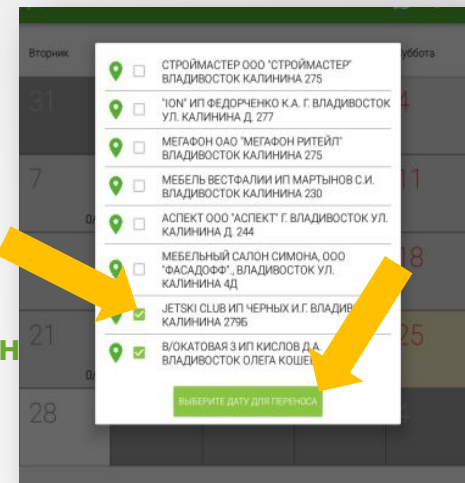 Вторник
уббота
31
4
СТРОЙМАСТЕР ООО "СТРОЙМАСТЕР"
ВЛАДИВОСТОК КАЛИНИНА 275
"ION" ИП ФЕДОРЧЕНКО К.А. Г. ВЛАДИВОСТОК
УЛ. КАЛИНИНА Д. 277
МЕГАФОН ОАО "МЕГАФОН РИТЕЙЛ"
ВЛАДИВОСТОК КАЛИНИНА 275
7
11
МЕБЕЛЬ ВЕСТФАЛИИ ИП МАРТЫНОВ С.И.
ВЛАДИВОСТОК КАЛИНИНА 230
0/
АСПЕКТ ООО "АСПЕКТ" Г. ВЛАДИВОСТОК УЛ.
КАЛИНИНА Д. 244
18
МЕБЕЛЬНЫЙ САЛОН СИМОНА, ООО
"ФАСАДОФФ"., ВЛАДИВОСТОК УЛ.
КАЛИНИНА 4Д
JETSKI CLUB ИП ЧЕРНЫХ И.Г. ВЛАДИВ
КАЛИНИНА 279Б
н
21
25
В/ОКАТОВАЯ 3 ИП КИСЛОВ Д.А.
ВЛАДИВОСТОК ОЛЕГА КОШЕ
0/
ВЫБЕРИТЕ ДАТУ ДЛЯ ПЕРЕНОСА
28